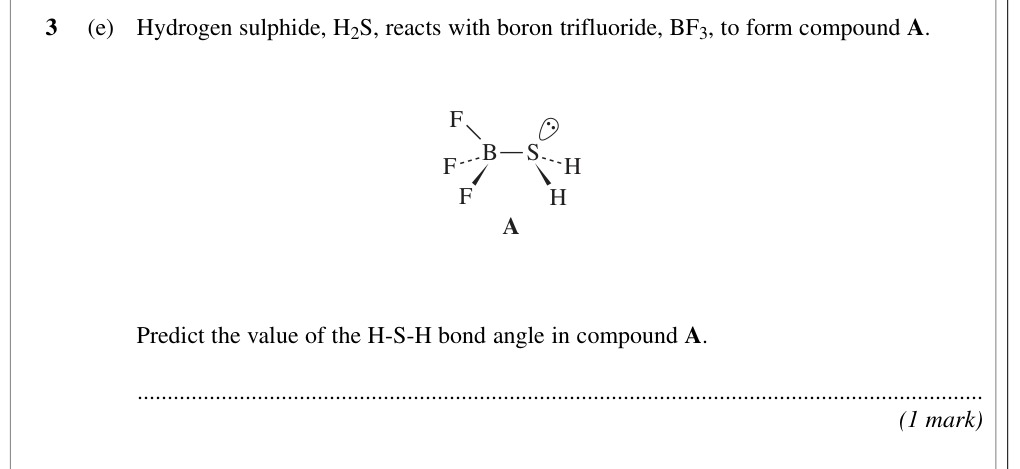 3 (e) Hydrogen sulphide, H₂S, reacts with boron trifluoride, BF₃, to form compound A.
F
B S
F H
F H
A
Predict the value of the H-S-H bond angle in compound A.
(1 mark)